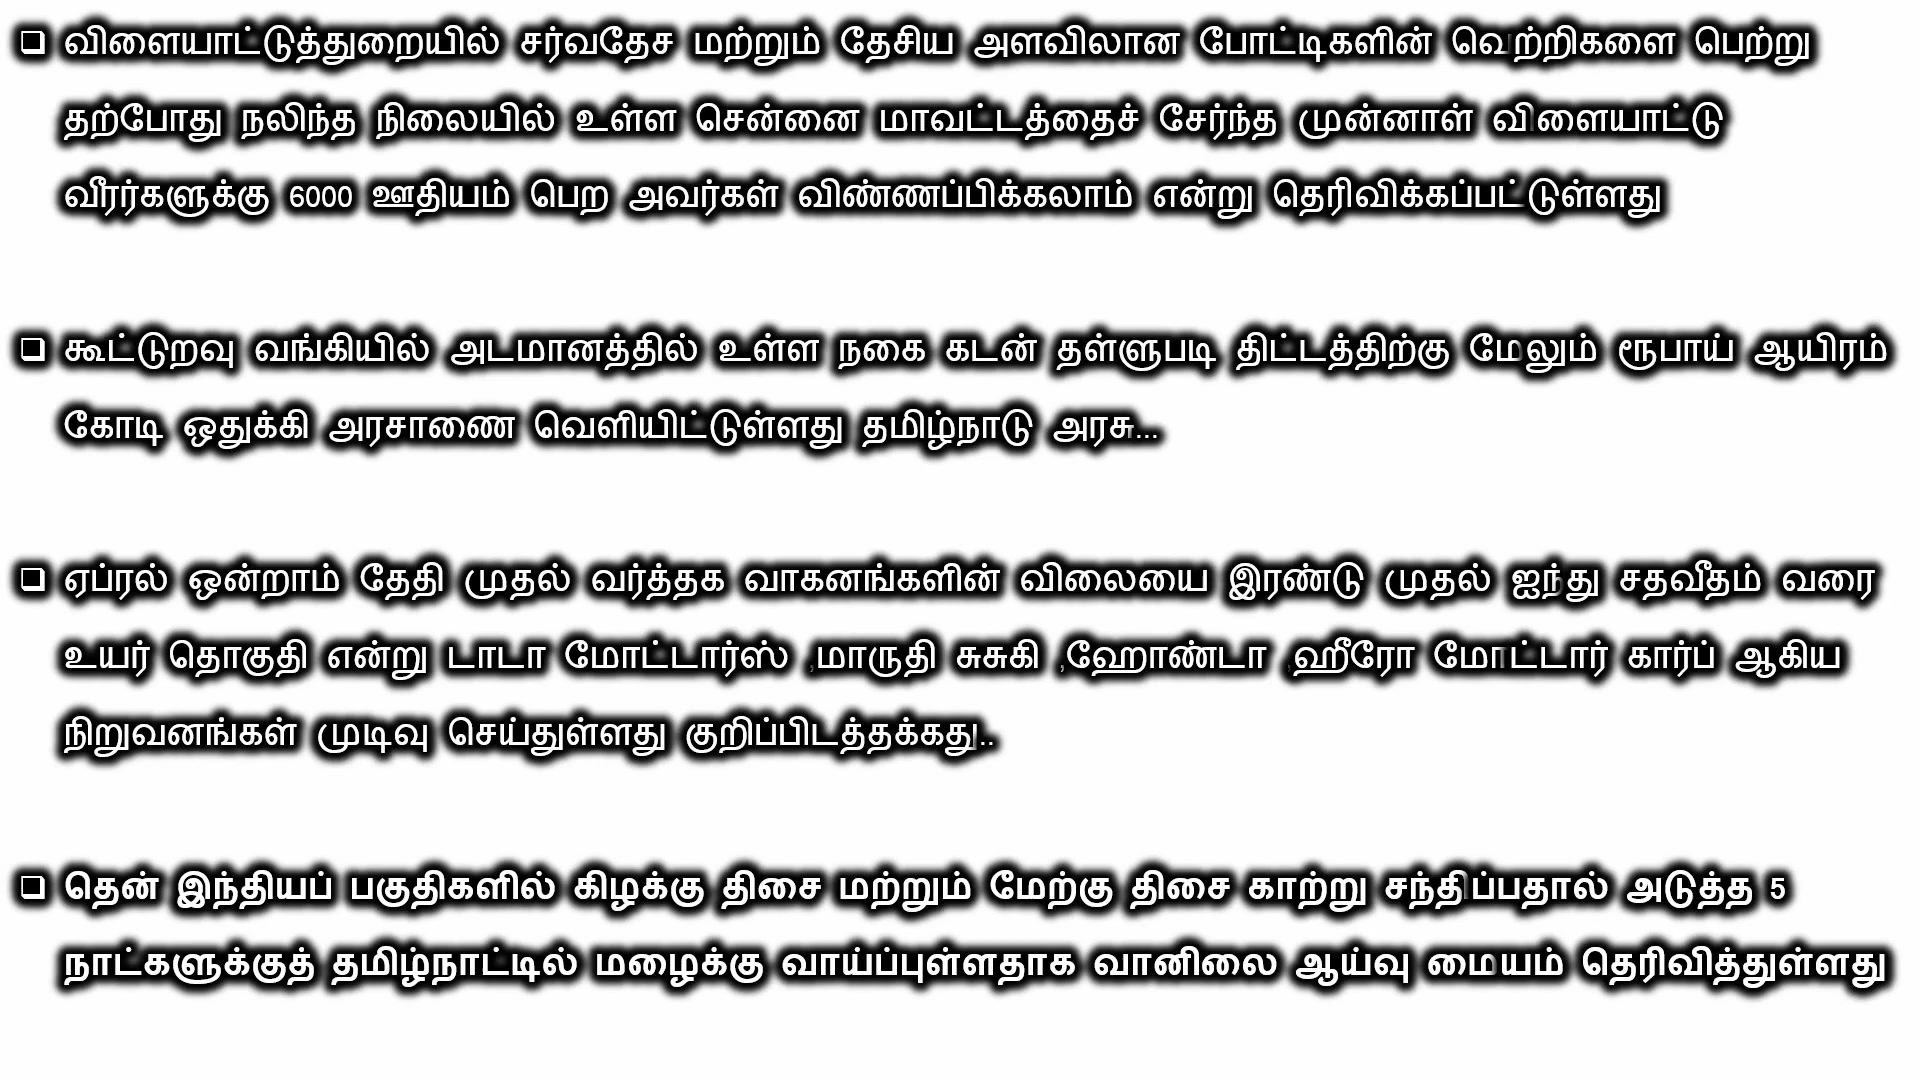 ❑ விளையாட்டுத்துறையில் சர்வதேச மற்றும் தேசிய அளவிலான போட்டிகளின் வெற்றிகளை பெற்று
தற்போது நலிந்த நிலையில் உள்ள சென்னை மாவட்டத்தைச் சேர்ந்த முன்னாள் விளையாட்டு
வீரர்களுக்கு 6000 ஊதியம் பெற அவர்கள் விண்ணப்பிக்கலாம் என்று தெரிவிக்கப்பட்டுள்ளது
❑ கூட்டுறவு வங்கியில் அடமானத்தில் உள்ள நகை கடன் தள்ளுபடி திட்டத்திற்கு மேலும் ரூபாய் ஆயிரம்
கோடி ஒதுக்கி அரசாணை வெளியிட்டுள்ளது தமிழ்நாடு அரசு...
❑ ஏப்ரல் ஒன்றாம் தேதி முதல் வர்த்தக வாகனங்களின் விலையை இரண்டு முதல் ஐந்து சதவீதம் வரை
உயர் தொகுதி என்று டாடா மோட்டார்ஸ் ,மாருதி சுசுகி ,ஹோண்டா ,ஹீரோ மோட்டார் கார்ப் ஆகிய
நிறுவனங்கள் முடிவு செய்துள்ளது குறிப்பிடத்தக்கது..
❑ தென் இந்தியப் பகுதிகளில் கிழக்கு திசை மற்றும் மேற்கு திசை காற்று சந்திப்பதால் அடுத்த 5
நாட்களுக்குத் தமிழ்நாட்டில் மழைக்கு வாய்ப்புள்ளதாக வானிலை ஆய்வு மையம் தெரிவித்துள்ளது